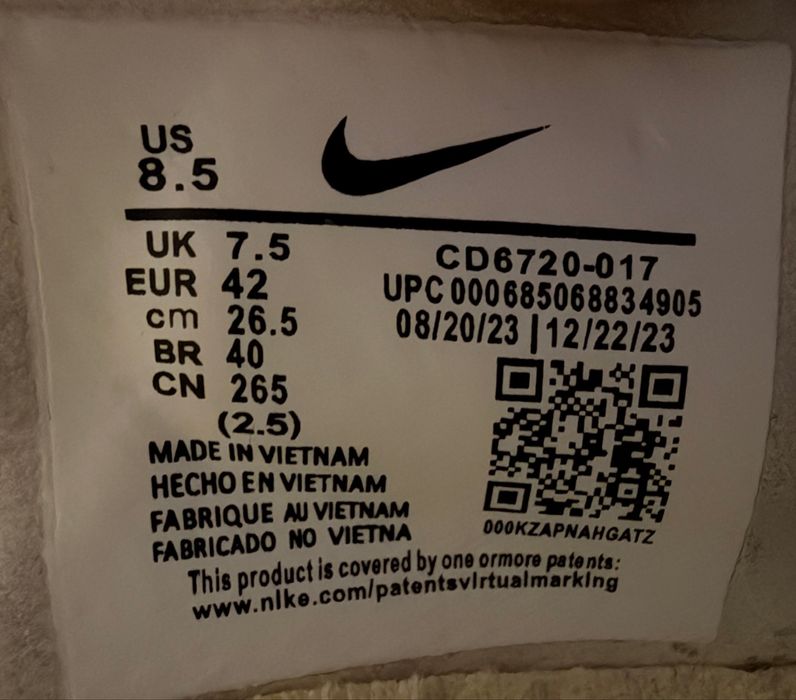 US
8.5
UK 7.5
EUR 42
cm 26.5
BR 40
CN 265
(2.5)
CD6720-017
UPC 000685068834905
08/20/23 | 12/22/23
000KZAPNAHGATZ
MADE IN VIETNAM
HECHO EN VIETNAM
FABRIQUE AU VIETNAM
FABRICADO NO VIETNA
This product is covered by one ormore patents:
www.nike.com/patentsvirtualmarking